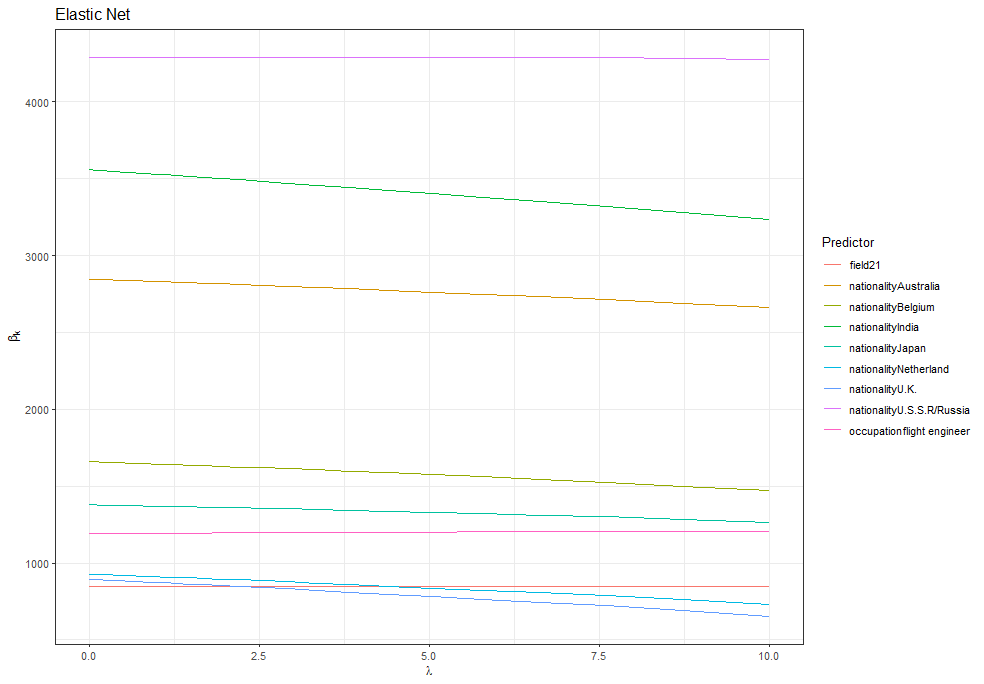 Elastic Net
4000
3000
2000
1000
βk
0.0 2.5 5.0 7.5 10.0
λ
Predictor
field21
nationalityAustralia
nationalityBelgium
nationalityIndia
nationalityJapan
nationalityNetherland
nationalityU.K.
nationalityU.S.S.R/Russia
occupationflight engineer